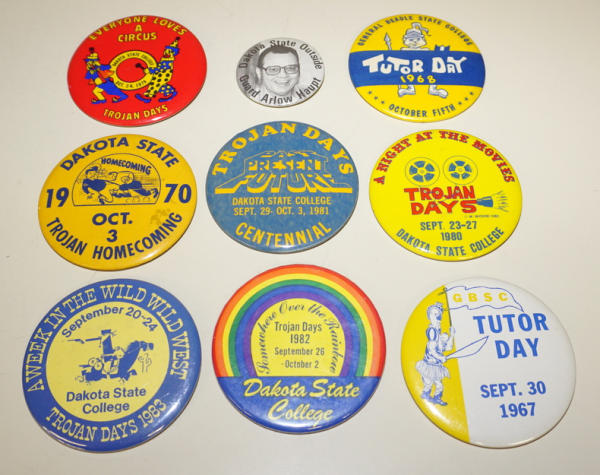 EVERYONE LOVES
A
CIRCUS
DAKOTA STATE COLLEGE
TROJAN DAYS
Dakota State Outside
Guard Arlow Haupt
GENERAL BEADLE STATE COLLEGE
TUTOR DAY
1968
OCTOBER FIFTH
DAKOTA STATE
HOMECOMING
1970
OCT.
3
TROJAN HOMECOMING
TROJAN DAYS
PAST
PRESENT
FUTURE
DAKOTA STATE COLLEGE
SEPT. 29- OCT. 3, 1981
CENTENNIAL
A NIGHT AT THE MOVIES
TROJAN
DAYS
SEPT. 23-27
1980
DAKOTA STATE COLLEGE
A WEEK IN THE WILD WILD WEST
September 20-24
Dakota State
College
TROJAN DAYS 1983
Somewhere Over the Rainbow
Trojan Days
1982
September 26
-October 2
Dakota State
College
GBSC
TUTOR
DAY
SEPT. 30
1967